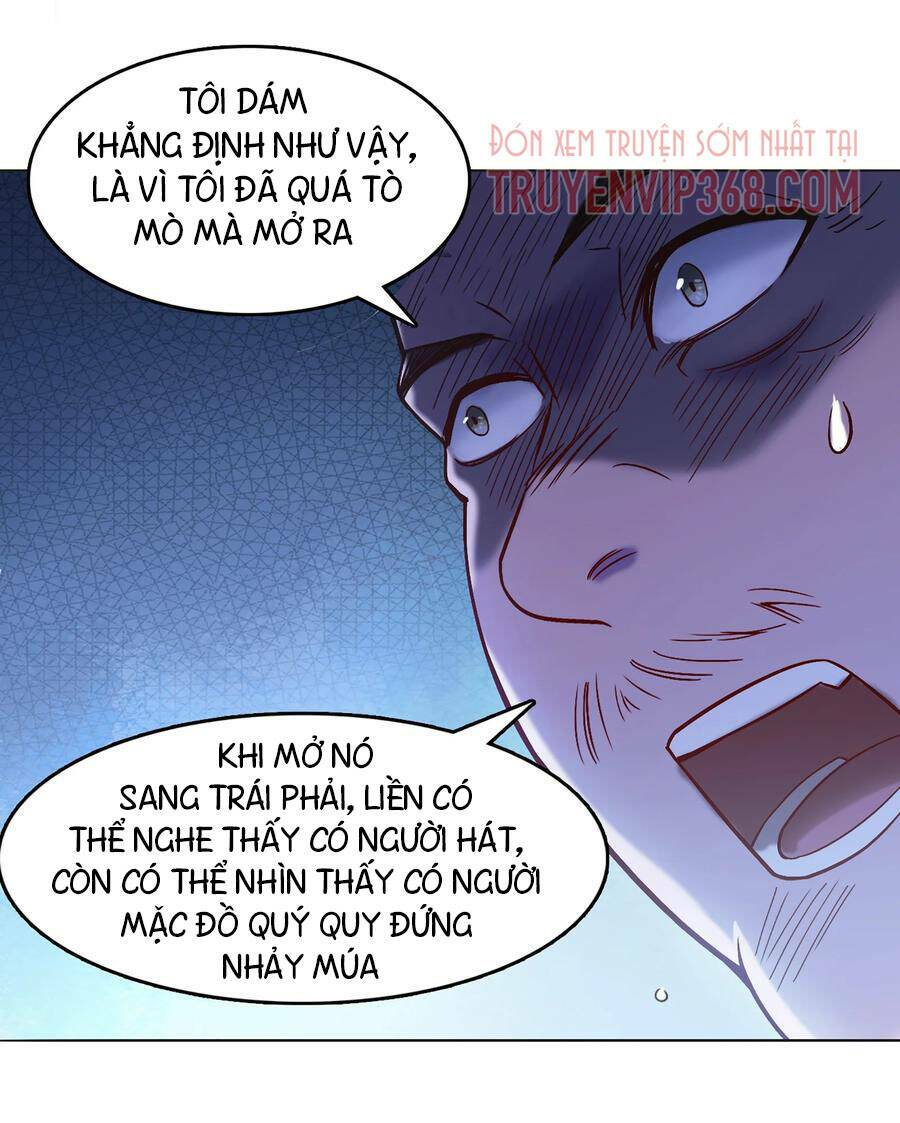 TÔI DÁM
KHẲNG ĐỊNH NHƯ VẬY,
LÀ VÌ TÔI ĐÃ QUÁ TÒ
MÒ MÀ MỞ RA
ĐÓN XEM TRUYỆN SỚM NHẤT TẠI
TRUYENVIP368.COM
KHI MỞ NÓ
SANG TRÁI PHẢI, LIỀN CÓ
THỂ NGHE THẤY CÓ NGƯỜI HÁT,
CÒN CÓ THỂ NHÌN THẤY CÓ NGƯỜI
MẶC ĐỒ QUÝ QUY ĐỨNG
NHẢY MÚA